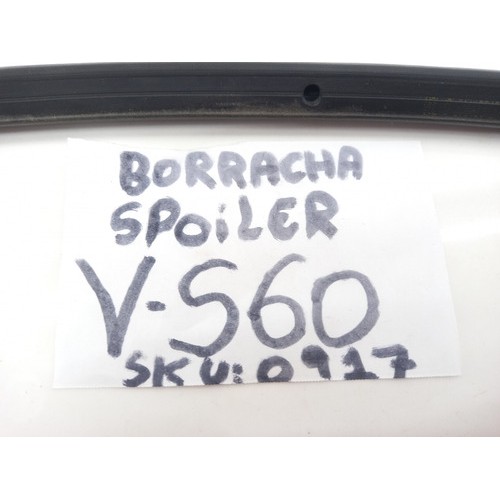 BORRACHA
SPOiLER
V-S60
SKU:0917